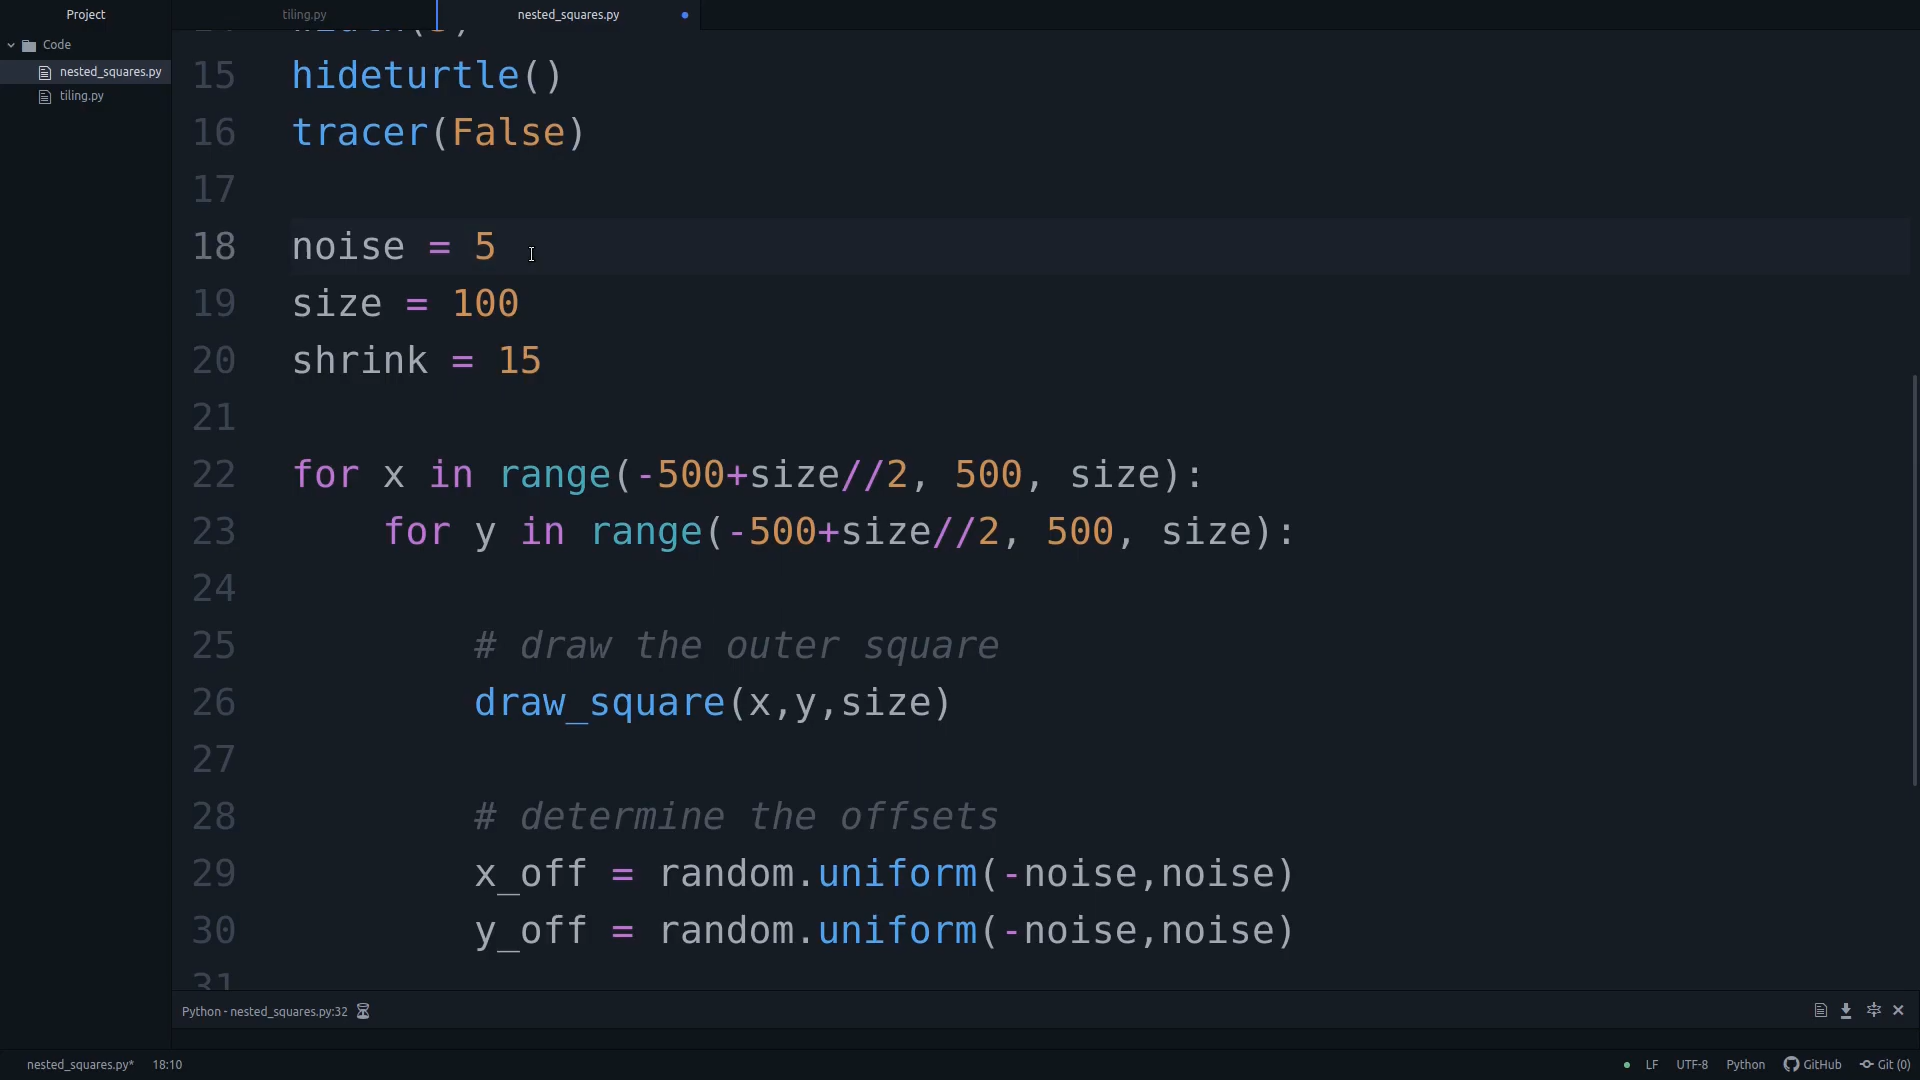 Project
tiling.py
nested_squares.py
Code
nested_squares.py
tiling.py
15 hideturtle()
16 tracer(False)
17
18 noise = 5
19 size = 100
20 shrink = 15
21
22 for x in range(-500+size//2, 500, size):
23 for y in range(-500+size//2, 500, size):
24
25 # draw the outer square
26 draw_square(x,y,size)
27
28 # determine the offsets
29 x_off = random.uniform(-noise,noise)
30 y_off = random.uniform(-noise,noise)
31
Python - nested_squares.py:32
nested_squares.py* 18:10 LF UTF-8 Python GitHub Git (0)